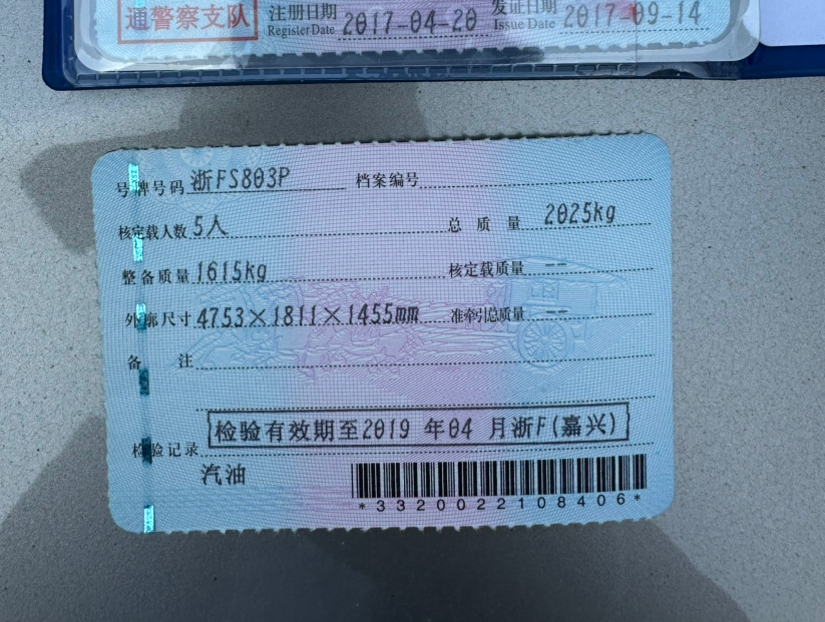 通警察支队 注册日期 2017-04-20 发证日期 2017-09-14
Register Date Issue Date
号牌号码 浙FS803P 档案编号
核定载人数 5人 总质量 2025kg
整备质量 1615kg 核定载质量 --
外廓尺寸 4753×1811×1455mm 准牵引总质量 --
备注
检验有效期至2019年04月浙F(嘉兴)
检验记录
汽油
*3320022108406*